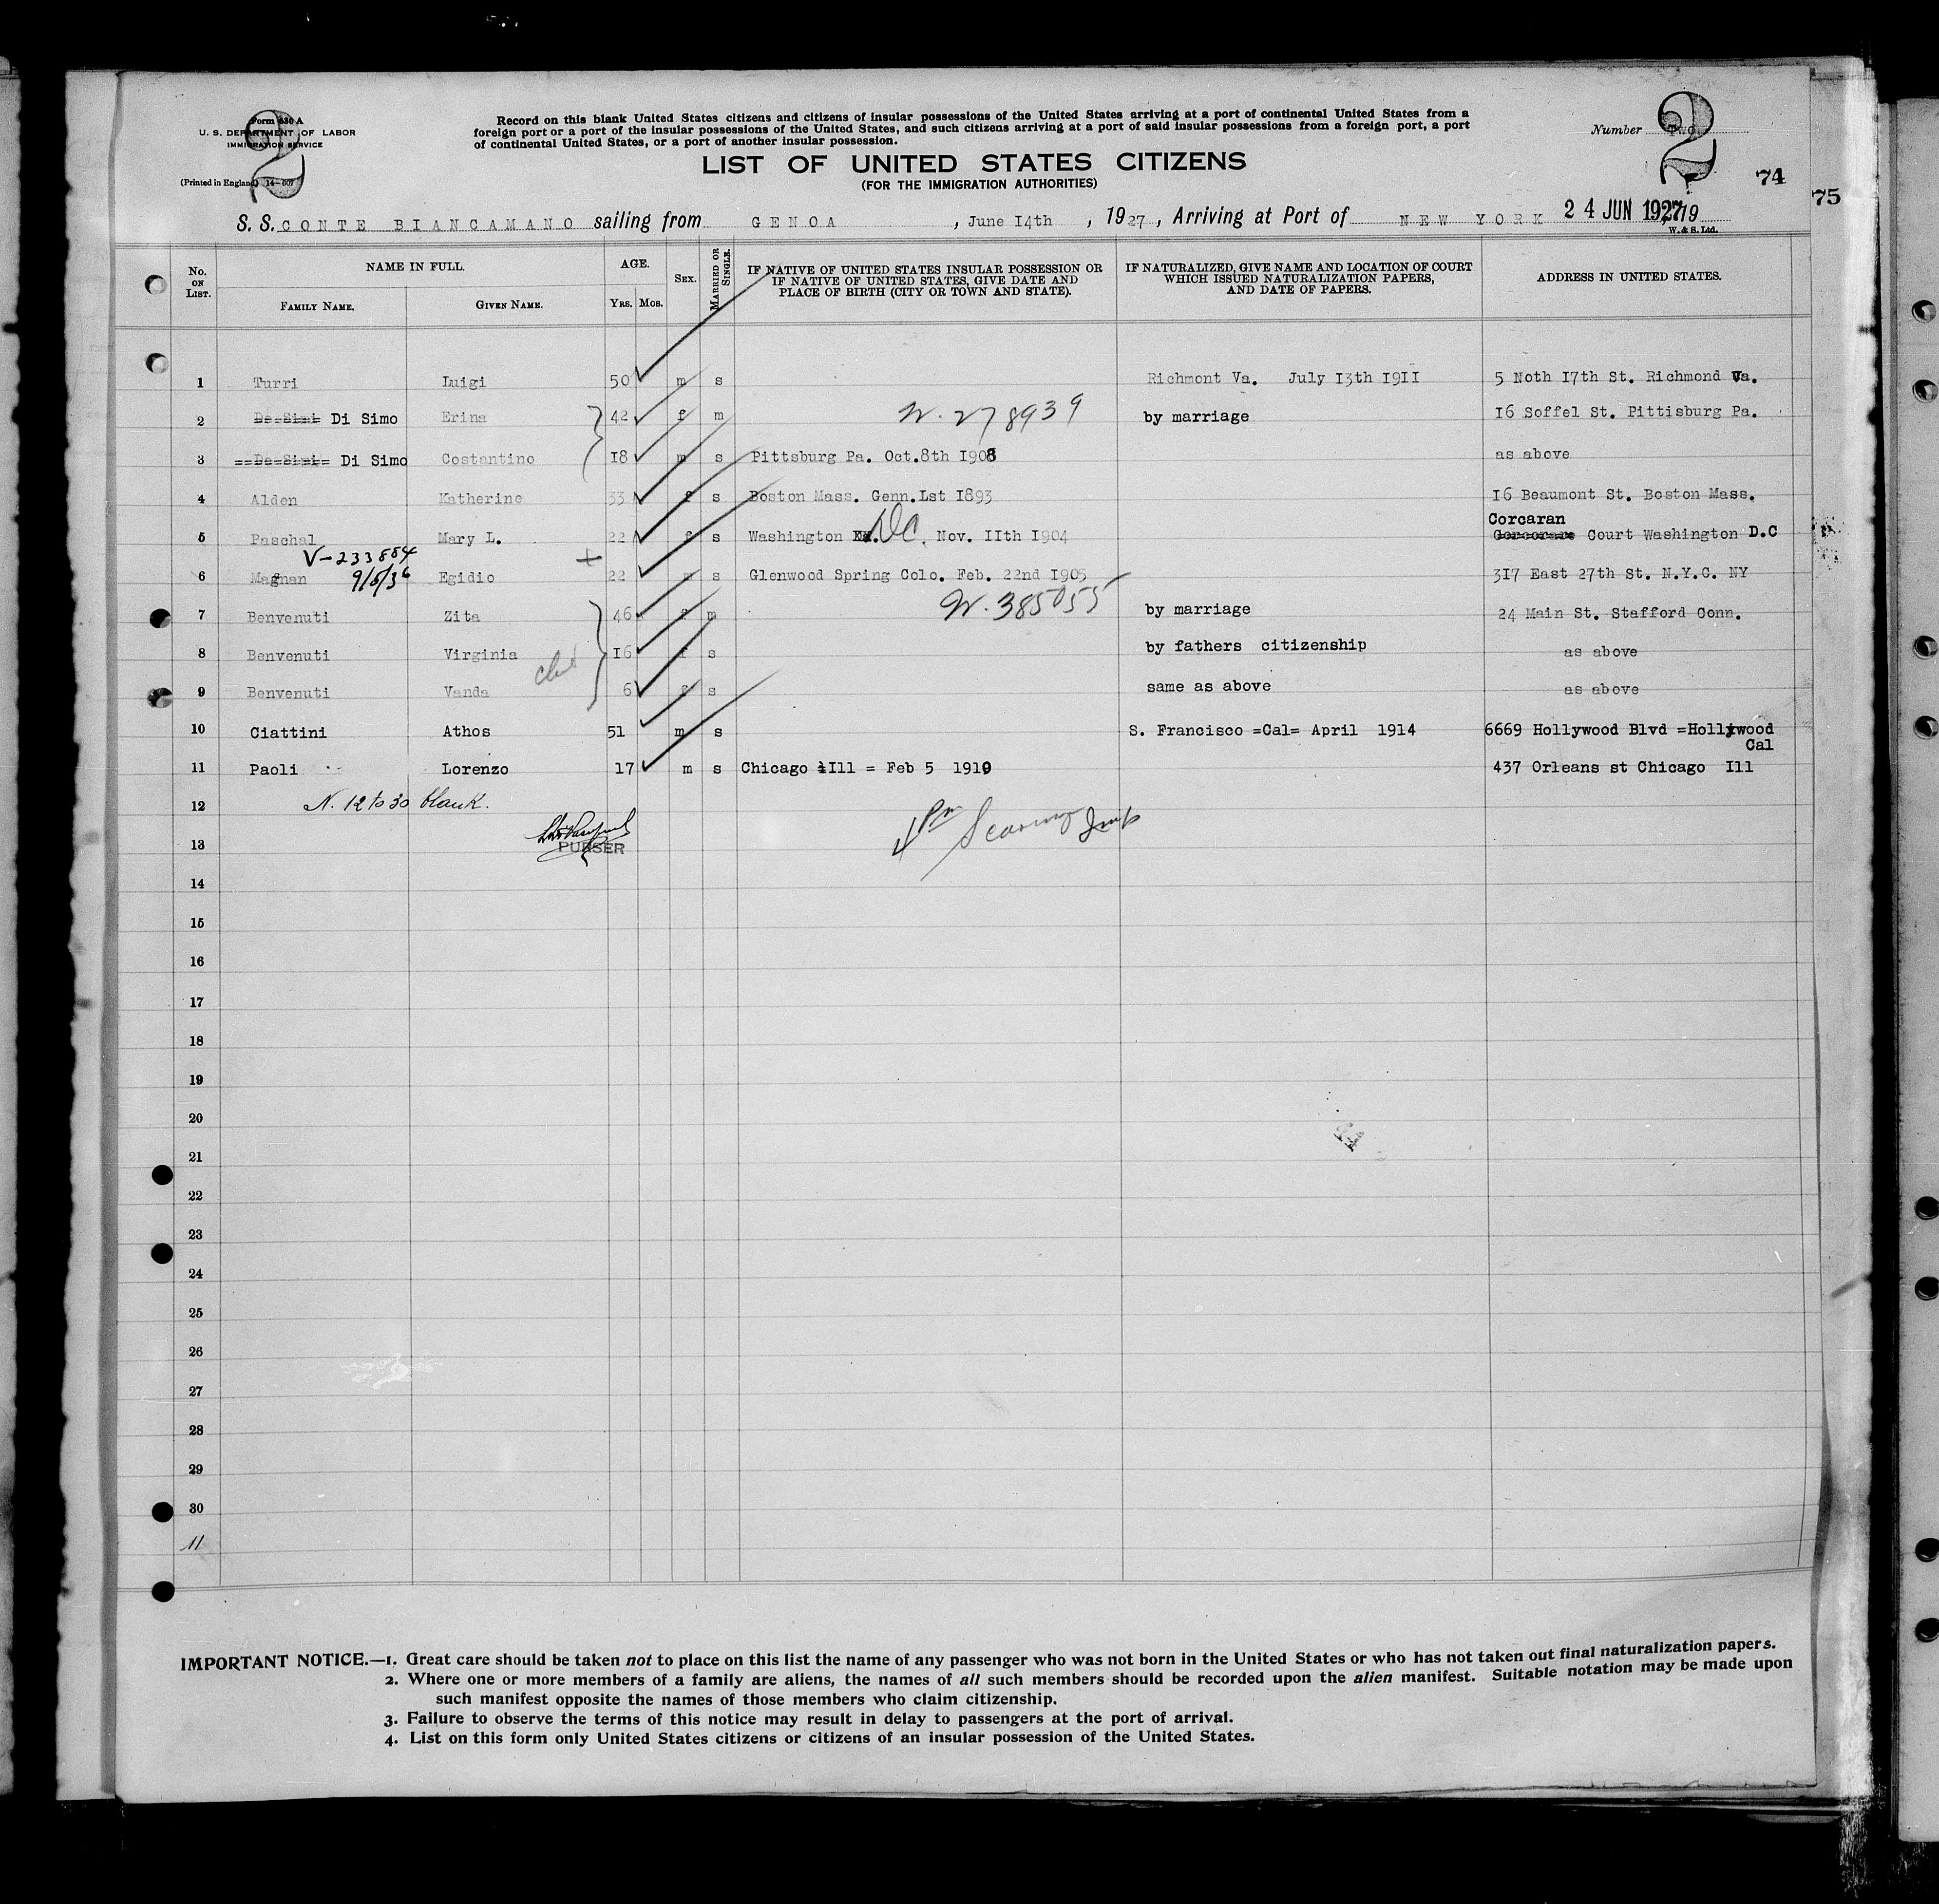 Form 630 A
U. S. DEPARTMENT OF LABOR
IMMIGRATION SERVICE
(Printed in England)
2
Record on this blank United States citizens and citizens of insular possessions of the United States arriving at a port of continental United States from a
foreign port or a port of the insular possessions of the United States, and such citizens arriving at a port of said insular possessions from a foreign port, a port
of continental United States, or a port of another insular possession.
Number Two
2
74
75
LIST OF UNITED STATES CITIZENS
(FOR THE IMMIGRATION AUTHORITIES)
S. S. CONTE BIANCAMANO sailing from GENOA, June 14th, 1927, Arriving at Port of NEW YORK 24 JUN 1927, 19
W. & S. Ltd.
No. ON LIST. NAME IN FULL. FAMILY NAME. GIVEN NAME. AGE. YRS. MOS. SEX. MARRIED OR SINGLE. IF NATIVE OF UNITED STATES INSULAR POSSESSION OR IF NATIVE OF UNITED STATES, GIVE DATE AND PLACE OF BIRTH (CITY OR TOWN AND STATE). IF NATURALIZED, GIVE NAME AND LOCATION OF COURT WHICH ISSUED NATURALIZATION PAPERS, AND DATE OF PAPERS. ADDRESS IN UNITED STATES.
1 Turri Luigi 50 m s Richmont Va. July 13th 1911 5 Noth 17th St. Richmond Va.
2 De Simi Di Simo Erina 42 f m N. 278939 by marriage 16 Soffel St. Pittisburg Pa.
3 De Simi Di Simo Costantino 18 m s Pittsburg Pa. Oct.8th 1908 as above
4 Alden Katherine 33 f s Boston Mass. Genn.Lst 1893 16 Beaumont St. Boston Mass.
5 Paschal Mary L. 22 f s Washington DC. Nov. 11th 1904 Corcaran Court Washington D.C
V-233884
9/5/36
6 Magnan Egidio 22 s Glenwood Spring Colo. Feb. 22nd 1905 317 East 27th St. N.Y.C. NY
7 Benvenuti Zita 46 f m N. 385055 by marriage 24 Main St. Stafford Conn.
8 Benvenuti Virginia 16 f s by fathers citizenship as above
9 Benvenuti Vanda 6 f s same as above as above
10 Ciattini Athos 51 m s S. Francisco =Cal= April 1914 6669 Hollywood Blvd =Hollywood Cal
11 Paoli Lorenzo 17 m s Chicago Ill = Feb 5 1910 437 Orleans st Chicago Ill
12 N. 12 to 30 blank.
13 PURSER
14
15
16
17
18
19
20
21
22
23
24
25
26
27
28
29
30
11
IMPORTANT NOTICE.—1. Great care should be taken not to place on this list the name of any passenger who was not born in the United States or who has not taken out final naturalization papers.
2. Where one or more members of a family are aliens, the names of all such members should be recorded upon the alien manifest. Suitable notation may be made upon
such manifest opposite the names of those members who claim citizenship.
3. Failure to observe the terms of this notice may result in delay to passengers at the port of arrival.
4. List on this form only United States citizens or citizens of an insular possession of the United States.